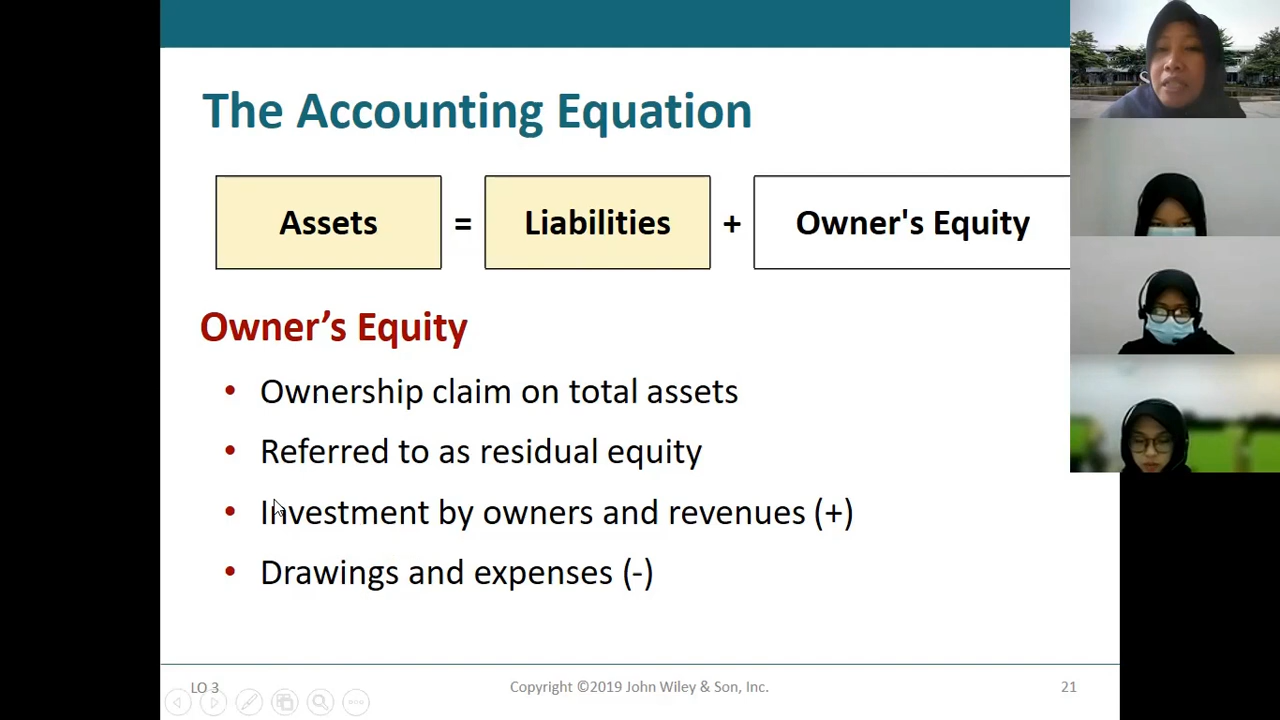 The Accounting Equation
Assets = Liabilities + Owner's Equity
Owner’s Equity
• Ownership claim on total assets
• Referred to as residual equity
• Investment by owners and revenues (+)
• Drawings and expenses (-)
LO 3 Copyright ©2019 John Wiley & Son, Inc. 21